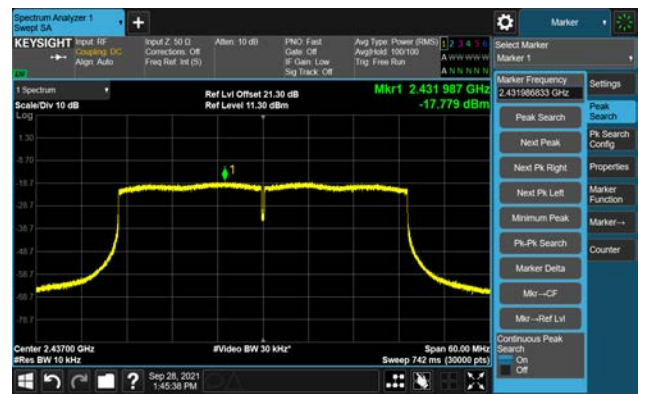 Spectrum Analyzer 1
Swept SA
Marker
KEYSIGHT
Input: RF
Coupling: DC
Align: Auto
Input Z: 50 Ω
Corrections: Off
Freq Ref: Int (S)
Atten: 10 dB
PNO: Fast
Gate: Off
IF Gain: Low
Sig Track: Off
Avg Type: Power (RMS)
Avg|Hold: 100/100
Trig: Free Run
1 2 3 4 5 6
A W W W W W
A N N N N N
Select Marker
Marker 1
1 Spectrum
Scale/Div 10 dB
Log
Ref Lvl Offset 21.30 dB
Ref Level 11.30 dBm
Mkr1 2.431 987 GHz
-17.779 dBm
1.30
-8.70
-18.7
-28.7
-38.7
-48.7
-58.7
-68.7
-78.7
1
Center 2.43700 GHz
#Res BW 10 kHz
#Video BW 30 kHz*
Span 60.00 MHz
Sweep 742 ms (30000 pts)
Marker Frequency
2.431986833 GHz
Peak Search
Next Peak
Next Pk Right
Next Pk Left
Minimum Peak
Pk-Pk Search
Marker Delta
Mkr→CF
Mkr→Ref Lvl
Continuous Peak
Search
On
Off
Settings
Peak
Search
Pk Search
Config
Properties
Marker
Function
Marker→
Counter
?
Sep 28, 2021
1:45:38 PM